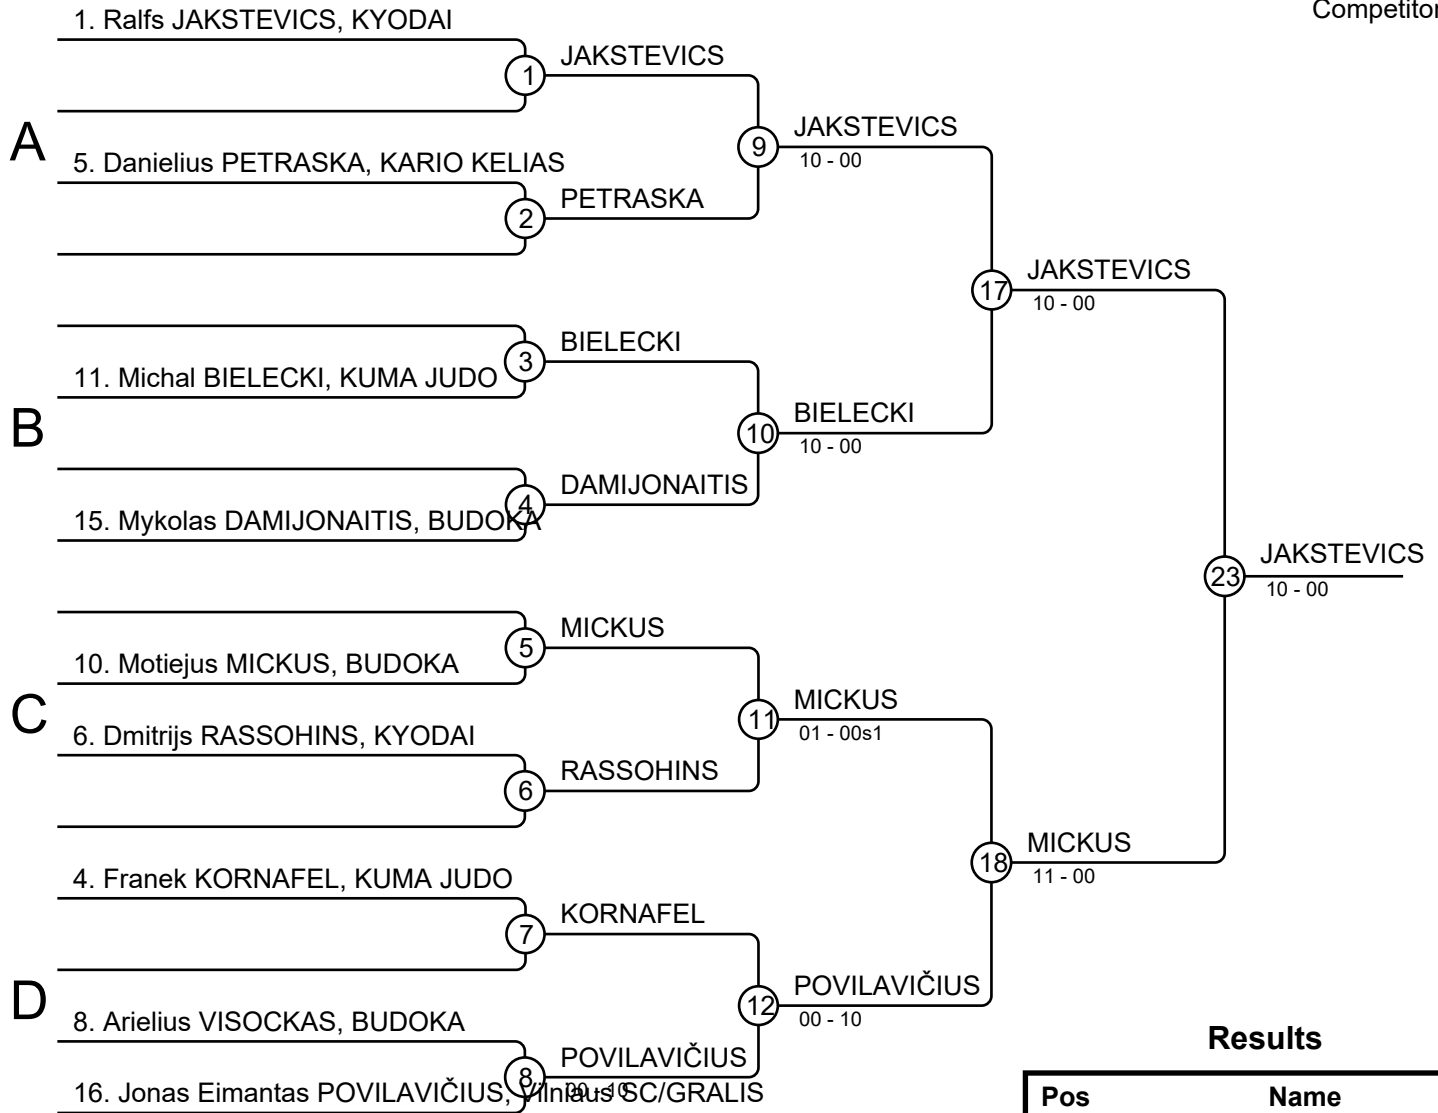 Competitor
1. Ralfs JAKSTEVICS, KYODAI
1
JAKSTEVICS
A
9
JAKSTEVICS
10 - 00
5. Danielius PETRASKA, KARIO KELIAS
2
PETRASKA
17
JAKSTEVICS
10 - 00
3
BIELECKI
11. Michal BIELECKI, KUMA JUDO
B
10
BIELECKI
10 - 00
4
DAMIJONAITIS
15. Mykolas DAMIJONAITIS, BUDOKA
23
JAKSTEVICS
10 - 00
5
MICKUS
10. Motiejus MICKUS, BUDOKA
C
11
MICKUS
01 - 00s1
6. Dmitrijs RASSOHINS, KYODAI
6
RASSOHINS
18
MICKUS
11 - 00
4. Franek KORNAFEL, KUMA JUDO
7
KORNAFEL
D
12
POVILAVIČIUS
00 - 10
8. Arielius VISOCKAS, BUDOKA
8
POVILAVIČIUS
00 - 10
16. Jonas Eimantas POVILAVIČIUS, Vilniaus SC/GRALIS
Results
Pos Name